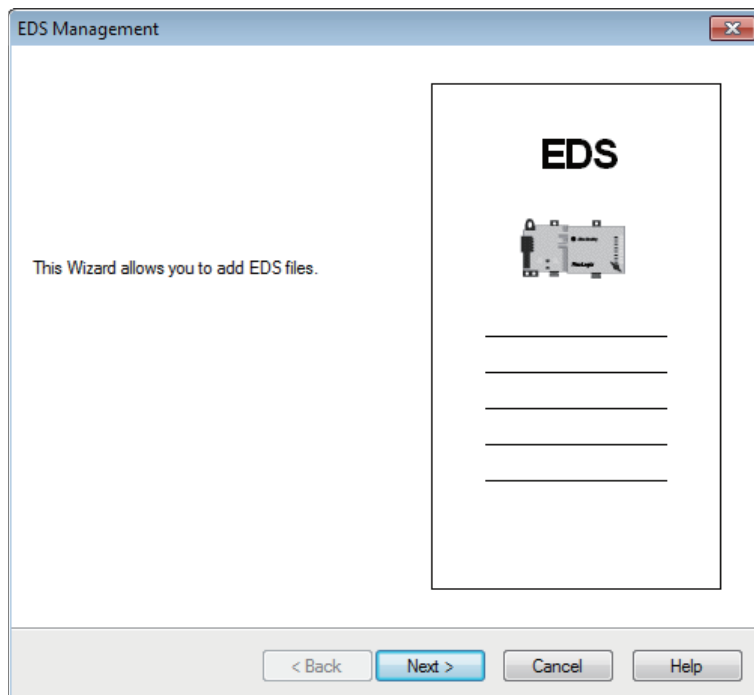 EDS Management
EDS
This Wizard allows you to add EDS files.
< Back
Next >
Cancel
Help